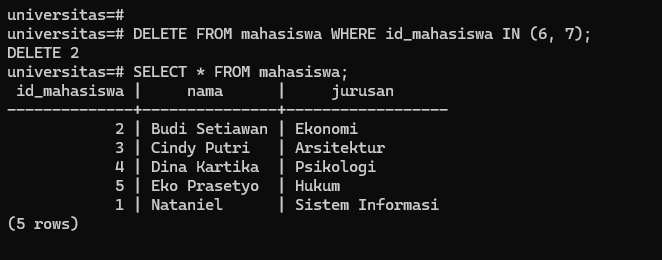 universitas=#
universitas=# DELETE FROM mahasiswa WHERE id_mahasiswa IN (6, 7);
DELETE 2
universitas=# SELECT * FROM mahasiswa;
 id_mahasiswa |     nama      |     jurusan
--------------+---------------+------------------
            2 | Budi Setiawan | Ekonomi
            3 | Cindy Putri   | Arsitektur
            4 | Dina Kartika  | Psikologi
            5 | Eko Prasetyo  | Hukum
            1 | Nataniel      | Sistem Informasi
(5 rows)